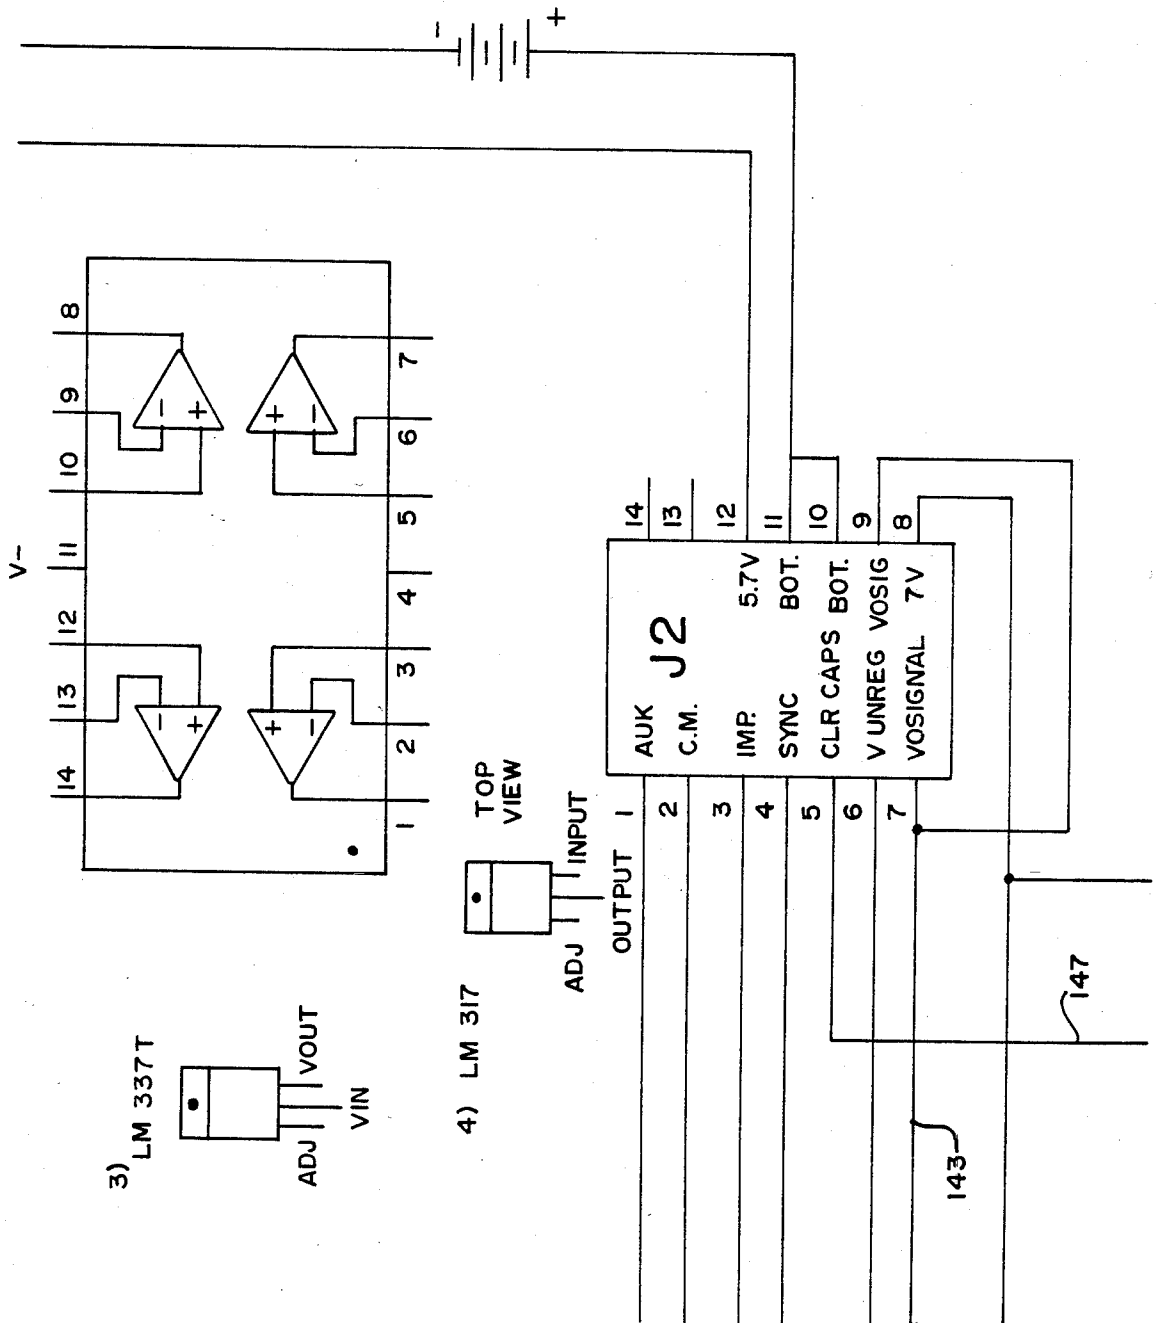 - +
8
9
10
11
V-
12
13
14
- +
+ -
- +
+ -
7
6
5
4
3
2
1
3) LM 337T
VOUT
VIN
ADJ
4) LM 317
TOP
VIEW
INPUT
OUTPUT
ADJ
J2
1 AUK 14
2 C.M. 13
3 IMP. 5.7V 12
4 SYNC BOT. 11
5 CLR CAPS BOT. 10
6 V UNREG VOSIG 9
7 VOSIGNAL 7V 8
147
143